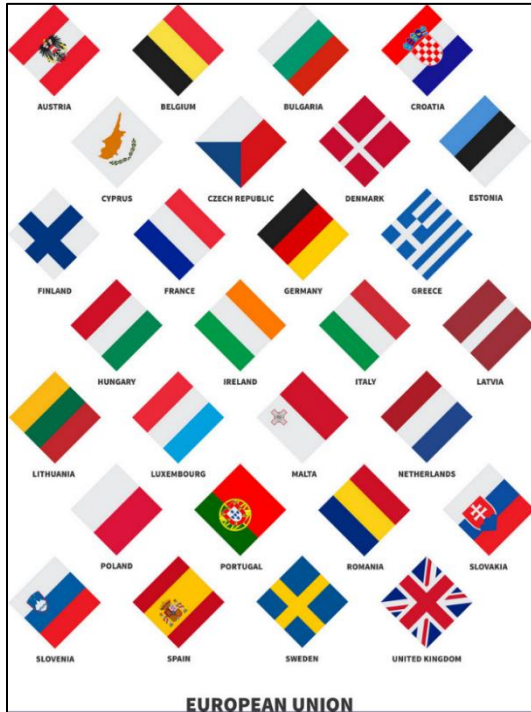 AUSTRIA BELGIUM BULGARIA CROATIA
CYPRUS CZECH REPUBLIC DENMARK ESTONIA
FINLAND FRANCE GERMANY GREECE
HUNGARY IRELAND ITALY LATVIA
LITHUANIA LUXEMBOURG MALTA NETHERLANDS
POLAND PORTUGAL ROMANIA SLOVAKIA
SLOVENIA SPAIN SWEDEN UNITED KINGDOM
EUROPEAN UNION